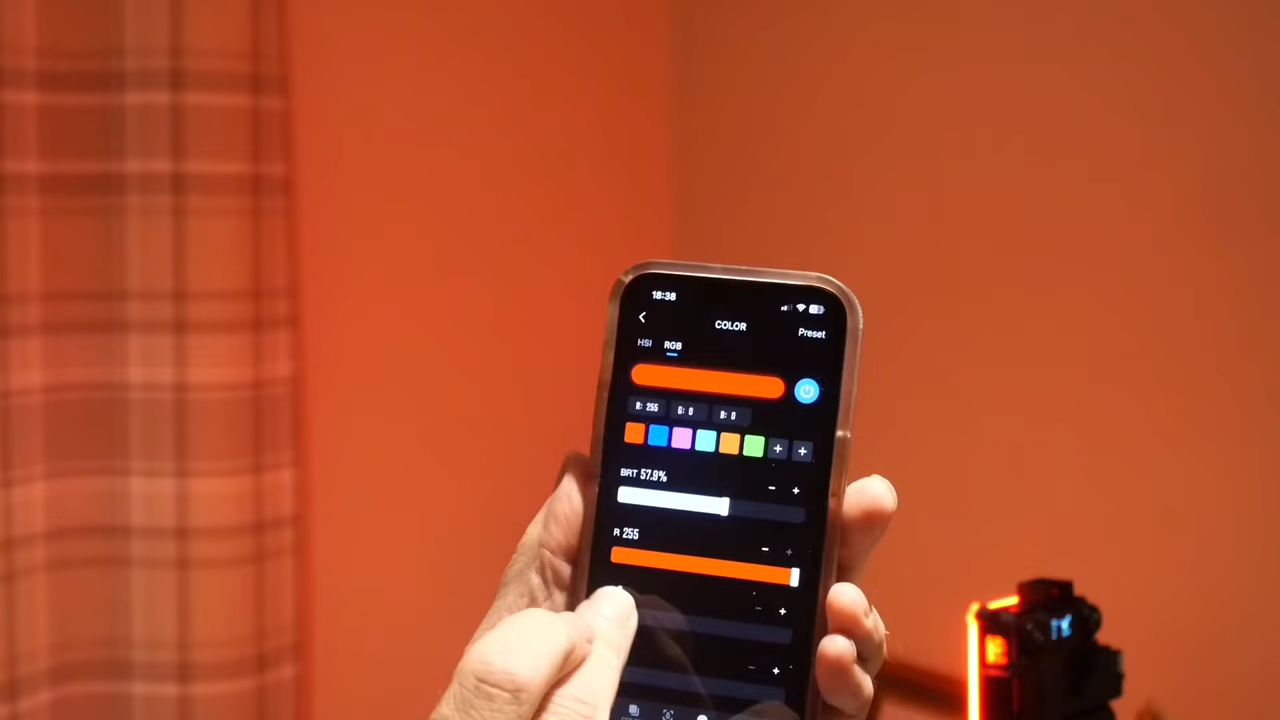 18:38
COLOR
Preset
HSI RGB
R: 255 G: 0 B: 0
BRT 57.9%
R 255